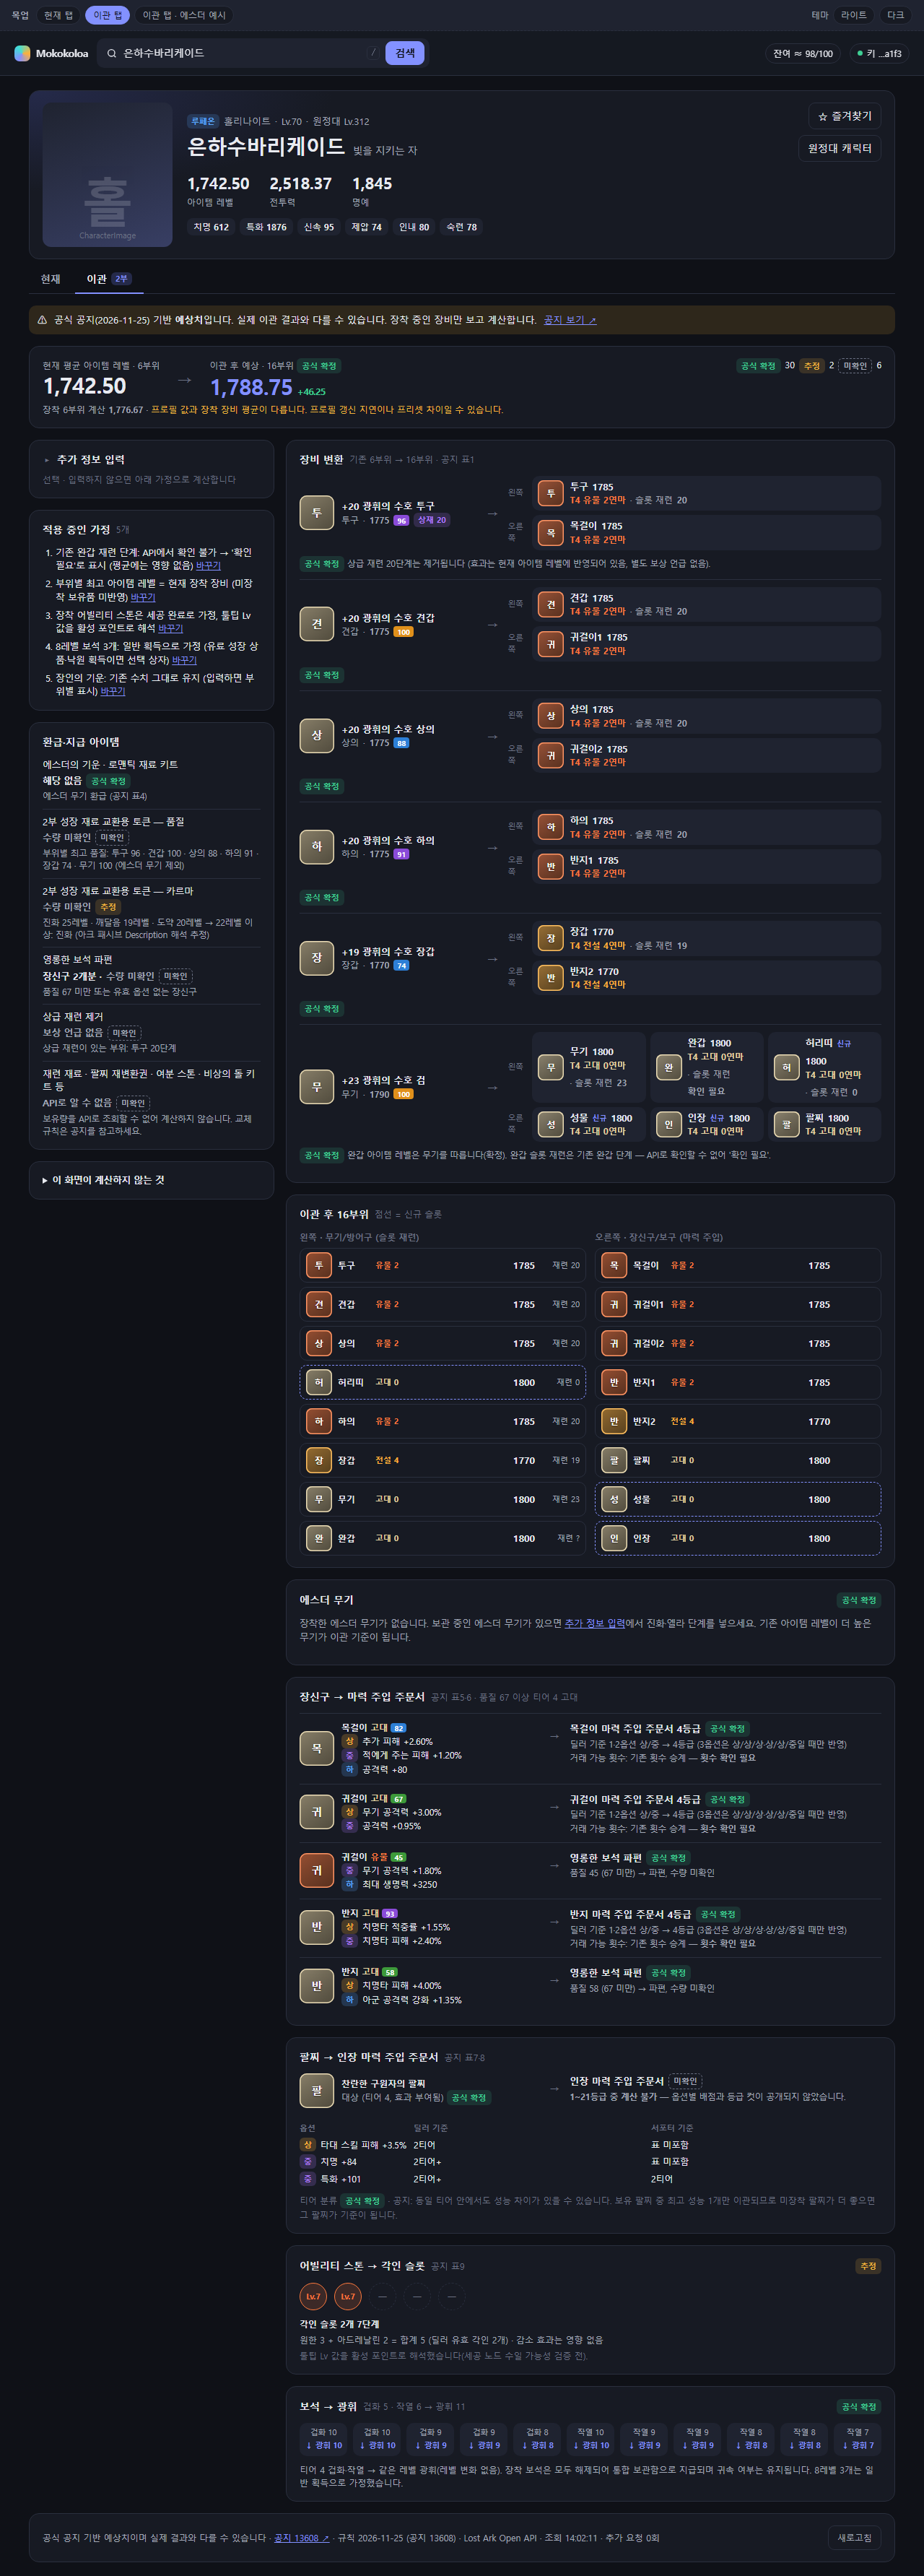 목업 현재 탭 이관 탭 이관 탭 · 에스더 예시 테마 라이트 다크
Mokokoloa 은하수바리케이드 / 검색 잔여 ≈ 98/100 키 …a1f3
홀
CharacterImage
루페온 홀리나이트 · Lv.70 · 원정대 Lv.312
은하수바리케이드 빛을 지키는 자
1,742.50 2,518.37 1,845
아이템 레벨 전투력 명예
치명 612 특화 1876 신속 95 제압 74 인내 80 숙련 78
☆ 즐겨찾기
원정대 캐릭터
현재 이관 2부
⚠ 공식 공지(2026-11-25) 기반 예상치입니다. 실제 이관 결과와 다를 수 있습니다. 장착 중인 장비만 보고 계산합니다. 공지 보기 ↗
현재 평균 아이템 레벨 · 6부위
1,742.50
→
이관 후 예상 · 16부위 공식 확정
1,788.75 +46.25
공식 확정 30 추정 2 미확인 6
장착 6부위 계산 1,776.67 · 프로필 값과 장착 장비 평균이 다릅니다. 프로필 갱신 지연이나 프리셋 차이일 수 있습니다.
▸ 추가 정보 입력
선택 · 입력하지 않으면 아래 가정으로 계산합니다
적용 중인 가정 5개
1. 기존 완갑 재련 단계: API에서 확인 불가 → '확인
필요'로 표시 (평균에는 영향 없음) 바꾸기
2. 부위별 최고 아이템 레벨 = 현재 장착 장비 (미장
착 보유품 미반영) 바꾸기
3. 장착 어빌리티 스톤은 세공 완료로 가정, 툴팁 Lv
값을 활성 포인트로 해석 바꾸기
4. 8레벨 보석 3개: 일반 획득으로 가정 (유료 성장 상
품·낙원 획득이면 선택 상자) 바꾸기
5. 장인의 기운: 기존 수치 그대로 유지 (입력하면 부
위별 표시) 바꾸기
환급·지급 아이템
에스더의 기운 · 로맨틱 재료 키트
해당 없음 공식 확정
에스더 무기 환급 (공지 표4)
2부 성장 재료 교환용 토큰 — 품질
수량 미확인 미확인
부위별 최고 품질: 투구 96 · 견갑 100 · 상의 88 · 하의 91 ·
장갑 74 · 무기 100 (에스더 무기 제외)
2부 성장 재료 교환용 토큰 — 카르마
수량 미확인 추정
진화 25레벨 · 깨달음 19레벨 · 도약 20레벨 → 22레벨 이
상: 진화 (아크 패시브 Description 해석 추정)
영롱한 보석 파편
장신구 2개분 · 수량 미확인 미확인
품질 67 미만 또는 유효 옵션 없는 장신구
상급 재련 제거
보상 언급 없음 미확인
상급 재련이 있는 부위: 투구 20단계
재련 재료 · 팔찌 재변환권 · 여분 스톤 · 비상의 돌 키
트 등
API로 알 수 없음 미확인
보유량을 API로 조회할 수 없어 계산하지 않습니다. 교체
규칙은 공지를 참고하세요.
▶ 이 화면이 계산하지 않는 것
장비 변환 기존 6부위 → 16부위 · 공지 표1
투
+20 광휘의 수호 투구
투구 · 1775 96 상재 20
→
왼쪽 투 투구 1785
T4 유물 2연마 · 슬롯 재련 20
오른
쪽 목 목걸이 1785
T4 유물 2연마
공식 확정 상급 재련 20단계는 제거됩니다 (효과는 현재 아이템 레벨에 반영되어 있음, 별도 보상 언급 없음).
견
+20 광휘의 수호 견갑
견갑 · 1775 100
→
왼쪽 견 견갑 1785
T4 유물 2연마 · 슬롯 재련 20
오른
쪽 귀 귀걸이1 1785
T4 유물 2연마
공식 확정
상
+20 광휘의 수호 상의
상의 · 1775 88
→
왼쪽 상 상의 1785
T4 유물 2연마 · 슬롯 재련 20
오른
쪽 귀 귀걸이2 1785
T4 유물 2연마
공식 확정
하
+20 광휘의 수호 하의
하의 · 1775 91
→
왼쪽 하 하의 1785
T4 유물 2연마 · 슬롯 재련 20
오른
쪽 반 반지1 1785
T4 유물 2연마
공식 확정
장
+19 광휘의 수호 장갑
장갑 · 1770 74
→
왼쪽 장 장갑 1770
T4 전설 4연마 · 슬롯 재련 19
오른
쪽 반 반지2 1770
T4 전설 4연마
공식 확정
무
+23 광휘의 수호 검
무기 · 1790 100
→
왼쪽 무 무기 1800
T4 고대 0연마
· 슬롯 재련 23
완 완갑 1800
T4 고대 0연마
· 슬롯 재련
확인 필요
허 허리띠 신규
1800
T4 고대 0연마
· 슬롯 재련 0
오른
쪽 성 성물 신규 1800
T4 고대 0연마
인 인장 신규 1800
T4 고대 0연마
팔 팔찌 1800
T4 고대 0연마
공식 확정 완갑 아이템 레벨은 무기를 따릅니다(확정). 완갑 슬롯 재련은 기존 완갑 단계 — API로 확인할 수 없어 '확인 필요'.
이관 후 16부위 점선 = 신규 슬롯
왼쪽 · 무기/방어구 (슬롯 재련) 오른쪽 · 장신구/보구 (마력 주입)
투 투구 유물 2 1785 재련 20 목 목걸이 유물 2 1785
견 견갑 유물 2 1785 재련 20 귀 귀걸이1 유물 2 1785
상 상의 유물 2 1785 재련 20 귀 귀걸이2 유물 2 1785
허 허리띠 고대 0 1800 재련 0 반 반지1 유물 2 1785
하 하의 유물 2 1785 재련 20 반 반지2 전설 4 1770
장 장갑 전설 4 1770 재련 19 팔 팔찌 고대 0 1800
무 무기 고대 0 1800 재련 23 성 성물 고대 0 1800
완 완갑 고대 0 1800 재련 ? 인 인장 고대 0 1800
에스더 무기 공식 확정
장착한 에스더 무기가 없습니다. 보관 중인 에스더 무기가 있으면 추가 정보 입력에서 진화·엘라 단계를 넣으세요. 기존 아이템 레벨이 더 높은
무기가 이관 기준이 됩니다.
장신구 → 마력 주입 주문서 공지 표5·6 · 품질 67 이상 티어 4 고대
목
목걸이 고대 82
상 추가 피해 +2.60%
중 적에게 주는 피해 +1.20%
하 공격력 +80
→
목걸이 마력 주입 주문서 4등급 공식 확정
딜러 기준 1·2옵션 상/중 → 4등급 (3옵션은 상/상/상·상/상/중일 때만 반영)
거래 가능 횟수: 기존 횟수 승계 — 횟수 확인 필요
귀
귀걸이 고대 67
상 무기 공격력 +3.00%
중 공격력 +0.95%
→
귀걸이 마력 주입 주문서 4등급 공식 확정
딜러 기준 1·2옵션 상/중 → 4등급 (3옵션은 상/상/상·상/상/중일 때만 반영)
거래 가능 횟수: 기존 횟수 승계 — 횟수 확인 필요
귀
귀걸이 유물 45
중 무기 공격력 +1.80%
하 최대 생명력 +3250
→
영롱한 보석 파편 공식 확정
품질 45 (67 미만) → 파편, 수량 미확인
반
반지 고대 93
상 치명타 적중률 +1.55%
중 치명타 피해 +2.40%
→
반지 마력 주입 주문서 4등급 공식 확정
딜러 기준 1·2옵션 상/중 → 4등급 (3옵션은 상/상/상·상/상/중일 때만 반영)
거래 가능 횟수: 기존 횟수 승계 — 횟수 확인 필요
반
반지 고대 58
상 치명타 피해 +4.00%
하 아군 공격력 강화 +1.35%
→
영롱한 보석 파편 공식 확정
품질 58 (67 미만) → 파편, 수량 미확인
팔찌 → 인장 마력 주입 주문서 공지 표7·8
팔
찬란한 구원자의 팔찌
대상 (티어 4, 효과 부여됨) 공식 확정
→
인장 마력 주입 주문서 미확인
1~21등급 중 계산 불가 — 옵션별 배점과 등급 컷이 공개되지 않았습니다.
옵션 딜러 기준 서포터 기준
상 타대 스킬 피해 +3.5% 2티어 표 미포함
중 치명 +84 2티어+ 표 미포함
중 특화 +101 2티어+ 2티어
티어 분류 공식 확정 · 공지: 동일 티어 안에서도 성능 차이가 있을 수 있습니다. 보유 팔찌 중 최고 성능 1개만 이관되므로 미장착 팔찌가 더 좋으면
그 팔찌가 기준이 됩니다.
어빌리티 스톤 → 각인 슬롯 공지 표9 추정
Lv.7 Lv.7 — — —
각인 슬롯 2개 7단계
원한 3 + 아드레날린 2 = 합계 5 (딜러 유효 각인 2개) · 감소 효과는 영향 없음
툴팁 Lv 값을 활성 포인트로 해석했습니다(세공 노드 수일 가능성 검증 전).
보석 → 광휘 겁화 5 · 작열 6 → 광휘 11 공식 확정
겁화 10 겁화 10 겁화 9 겁화 9 겁화 8 작열 10 작열 9 작열 9 작열 8 작열 8 작열 7
↓ 광휘 10 ↓ 광휘 10 ↓ 광휘 9 ↓ 광휘 9 ↓ 광휘 8 ↓ 광휘 10 ↓ 광휘 9 ↓ 광휘 9 ↓ 광휘 8 ↓ 광휘 8 ↓ 광휘 7
티어 4 겁화·작열 → 같은 레벨 광휘(레벨 변화 없음). 장착 보석은 모두 해제되어 통합 보관함으로 지급되며 귀속 여부는 유지됩니다. 8레벨 3개는 일
반 획득으로 가정했습니다.
공식 공지 기반 예상치이며 실제 결과와 다를 수 있습니다 · 공지 13608 ↗ · 규칙 2026-11-25 (공지 13608) · Lost Ark Open API · 조회 14:02:11 · 추가 요청 0회 새로고침